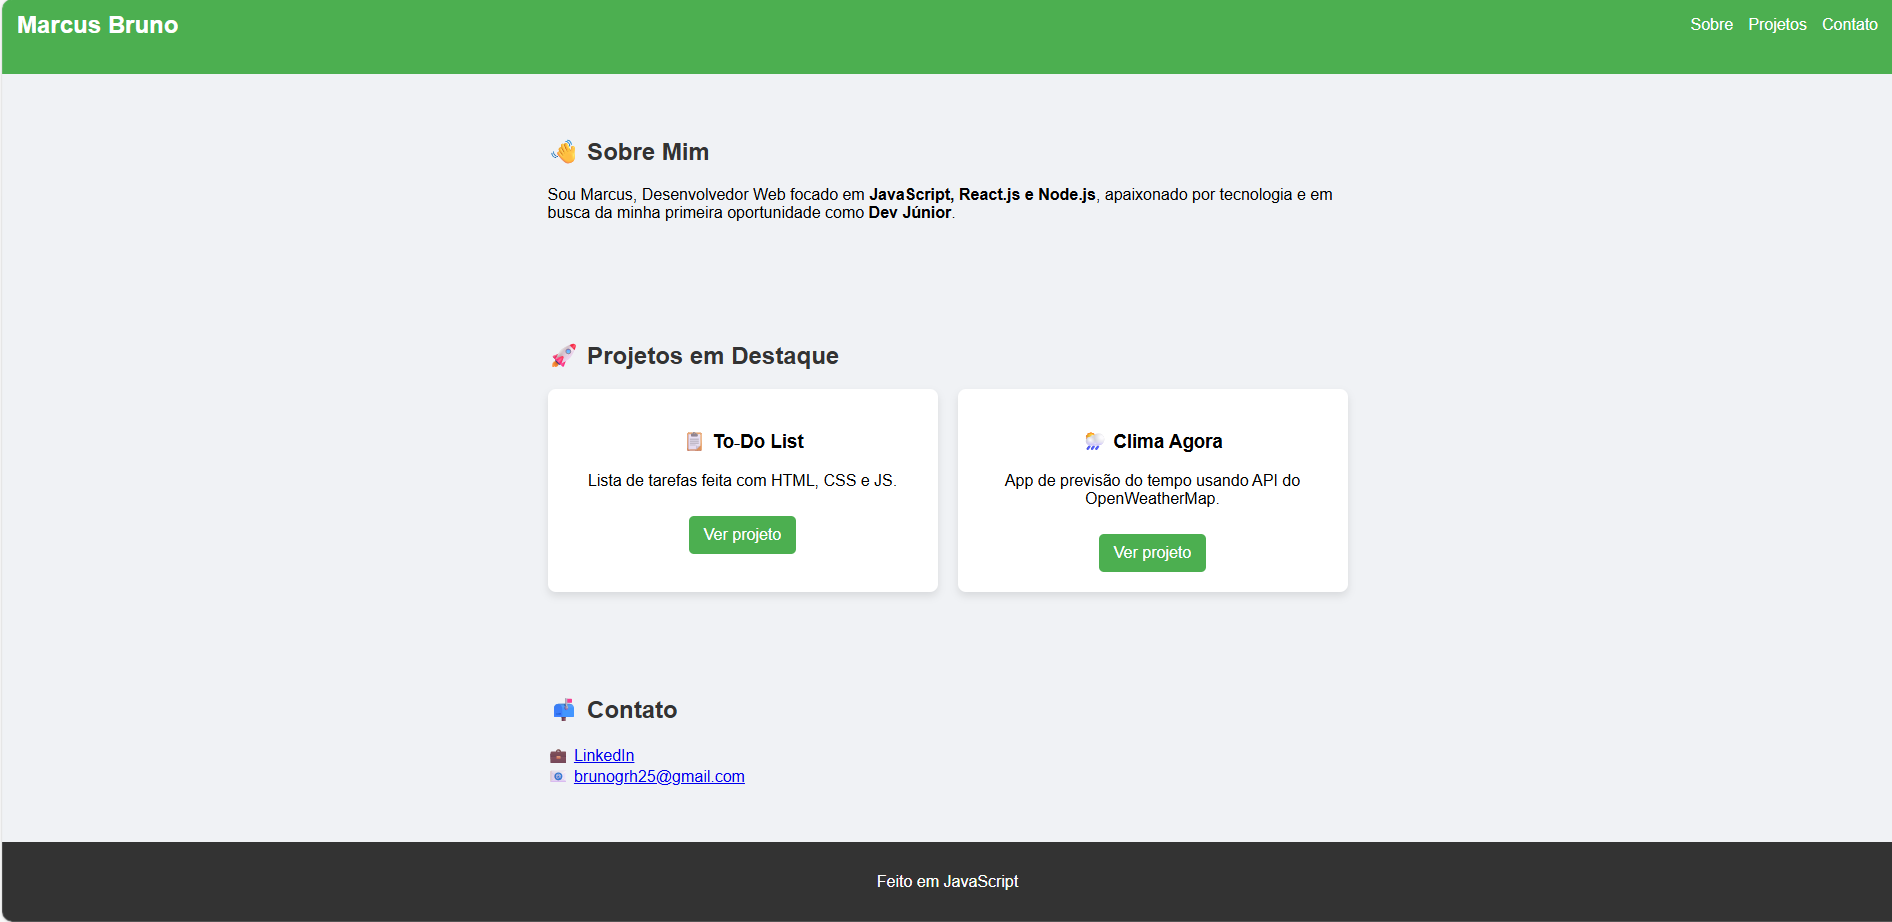 Marcus Bruno
Sobre Projetos Contato
👋 Sobre Mim
Sou Marcus, Desenvolvedor Web focado em JavaScript, React.js e Node.js, apaixonado por tecnologia e em
busca da minha primeira oportunidade como Dev Júnior.
🚀 Projetos em Destaque
📋 To-Do List
Lista de tarefas feita com HTML, CSS e JS.
Ver projeto
🌦️ Clima Agora
App de previsão do tempo usando API do
OpenWeatherMap.
Ver projeto
📫 Contato
💼 LinkedIn
📧 brunogrh25@gmail.com
Feito em JavaScript